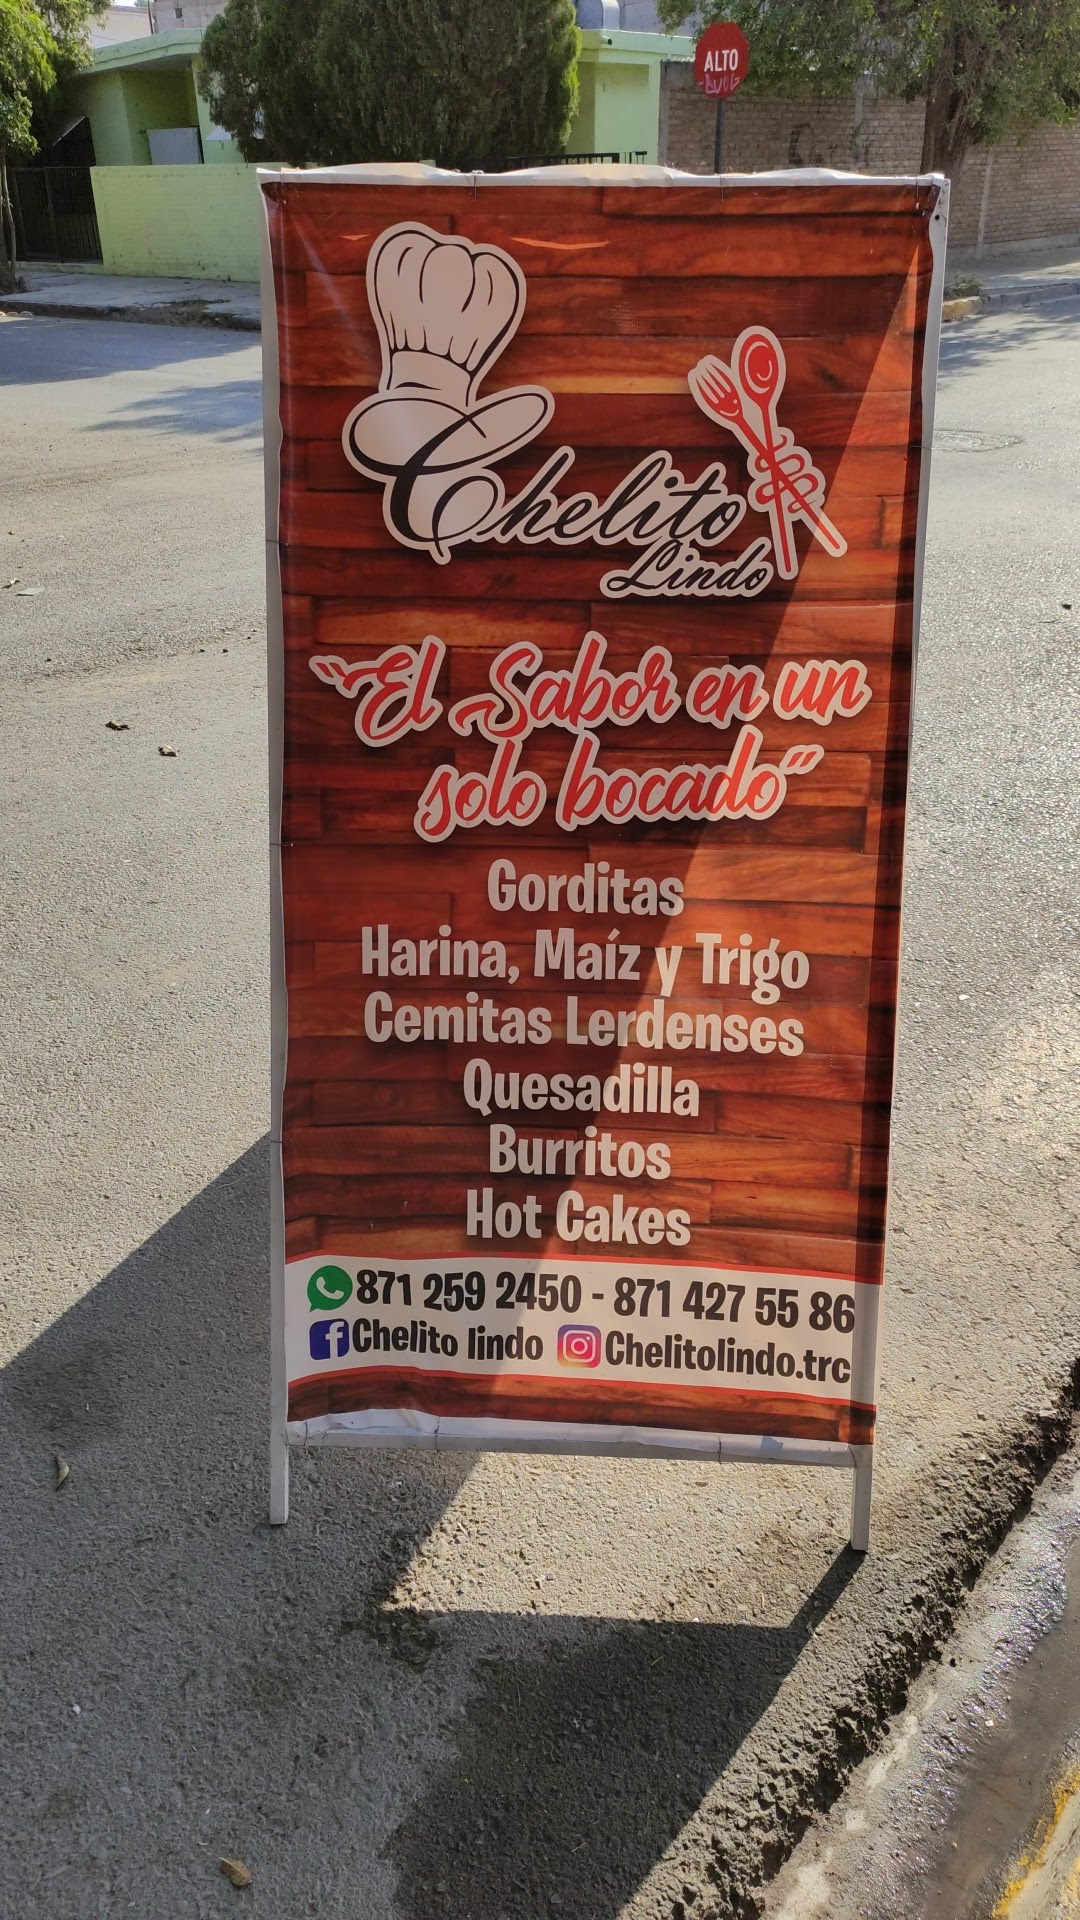 ALTO
Chelito
Lindo
"El Sabor en un
solo bocado"
Gorditas
Harina, Maíz y Trigo
Cemitas Lerdenses
Quesadilla
Burritos
Hot Cakes
871 259 2450 - 871 427 55 86
Chelito lindo Chelitolindo.trc